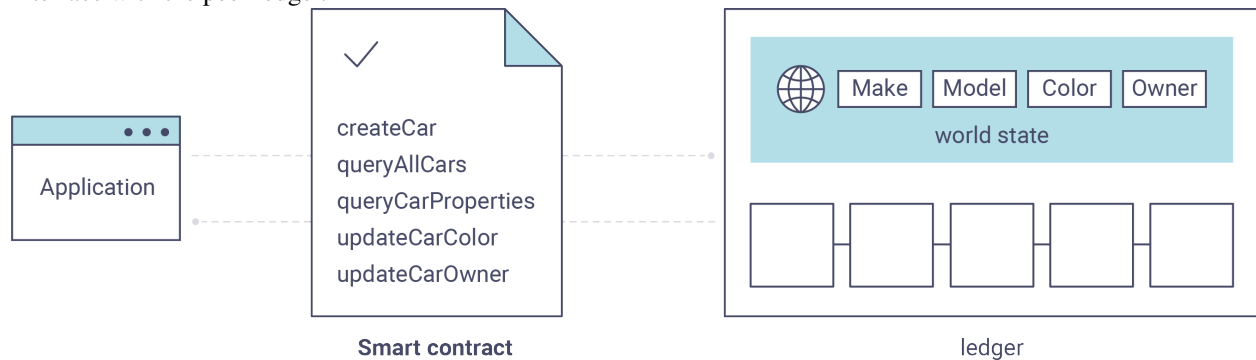 Application
createCar
queryAllCars
queryCarProperties
updateCarColor
updateCarOwner
Smart contract
Make Model Color Owner
world state
ledger